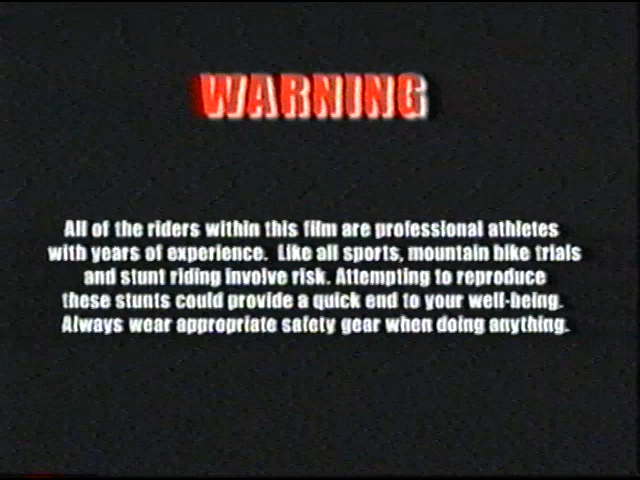 WARNING
All of the riders within this film are professional athletes
with years of experience. Like all sports, mountain bike trials
and stunt riding involve risk. Attempting to reproduce
these stunts could provide a quick end to your well-being.
Always wear appropriate safety gear when doing anything.